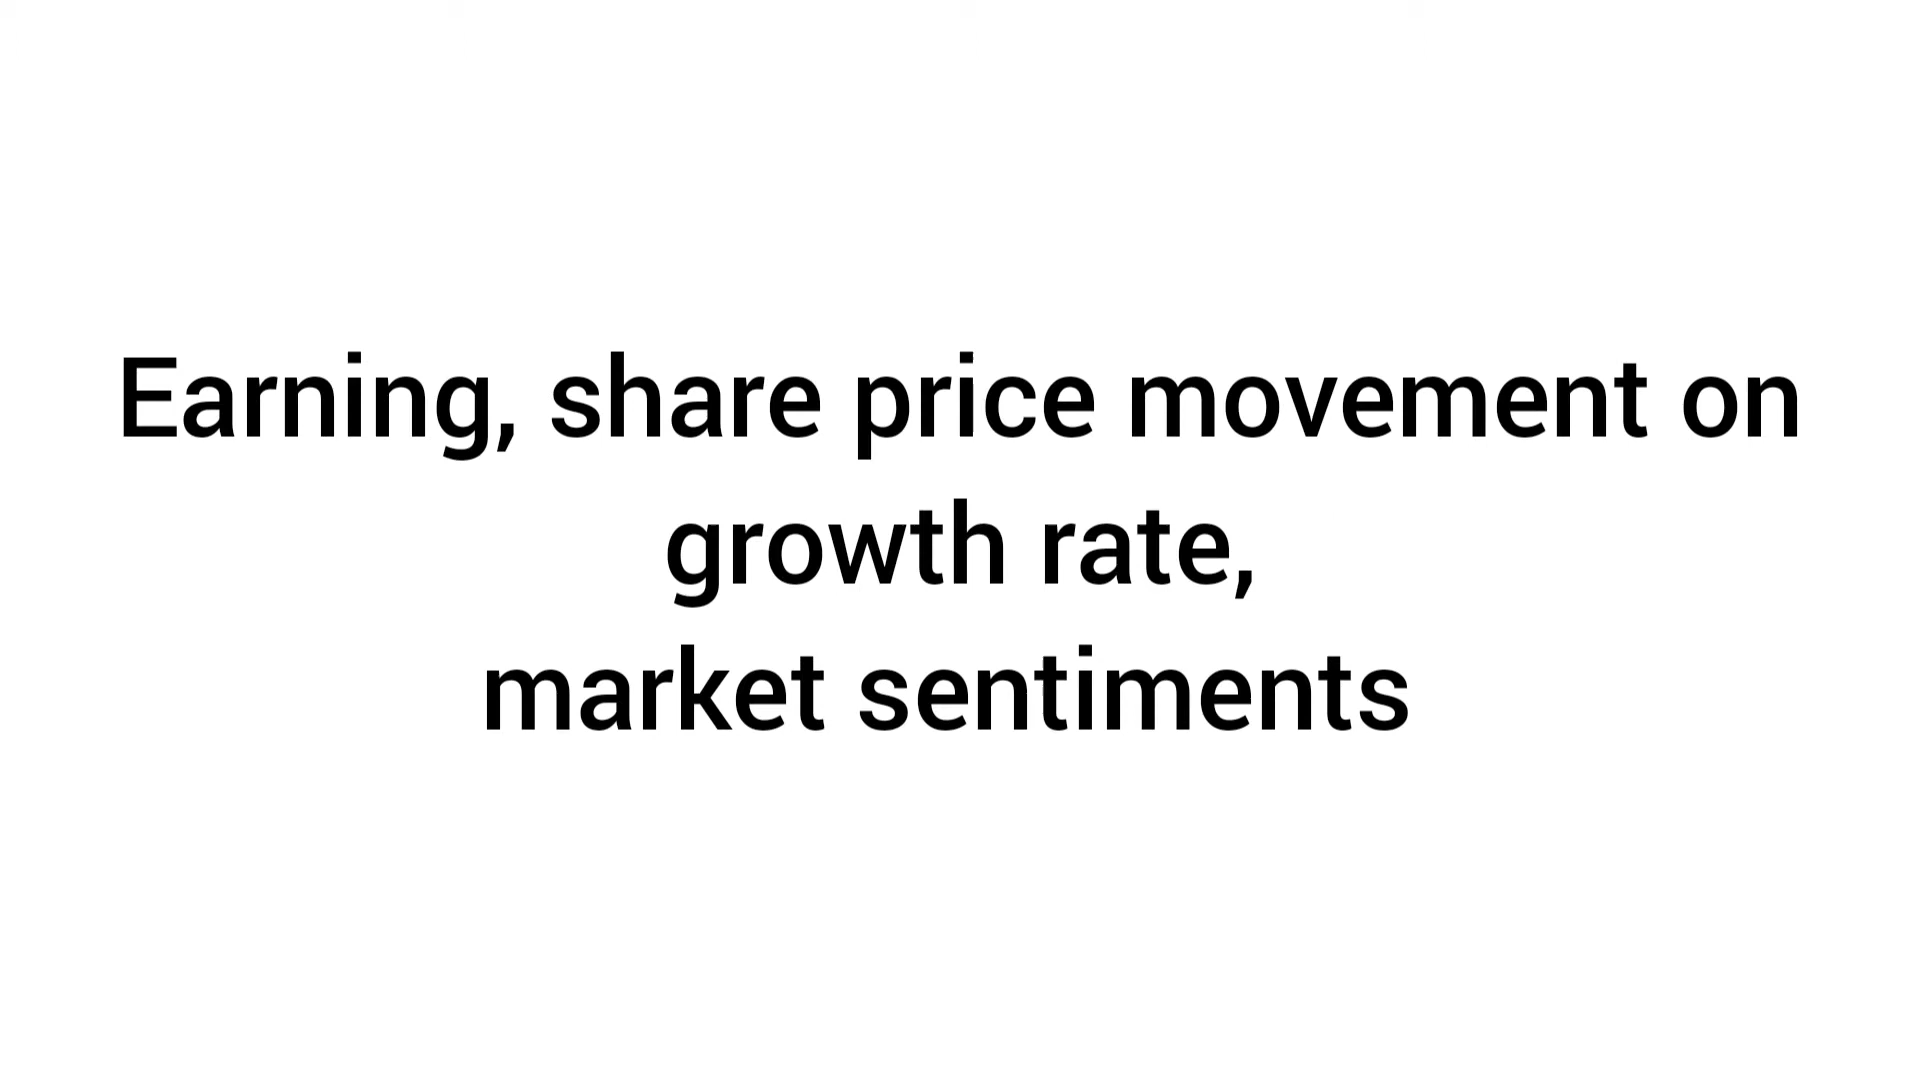 Earning, share price movement on
growth rate,
market sentiments